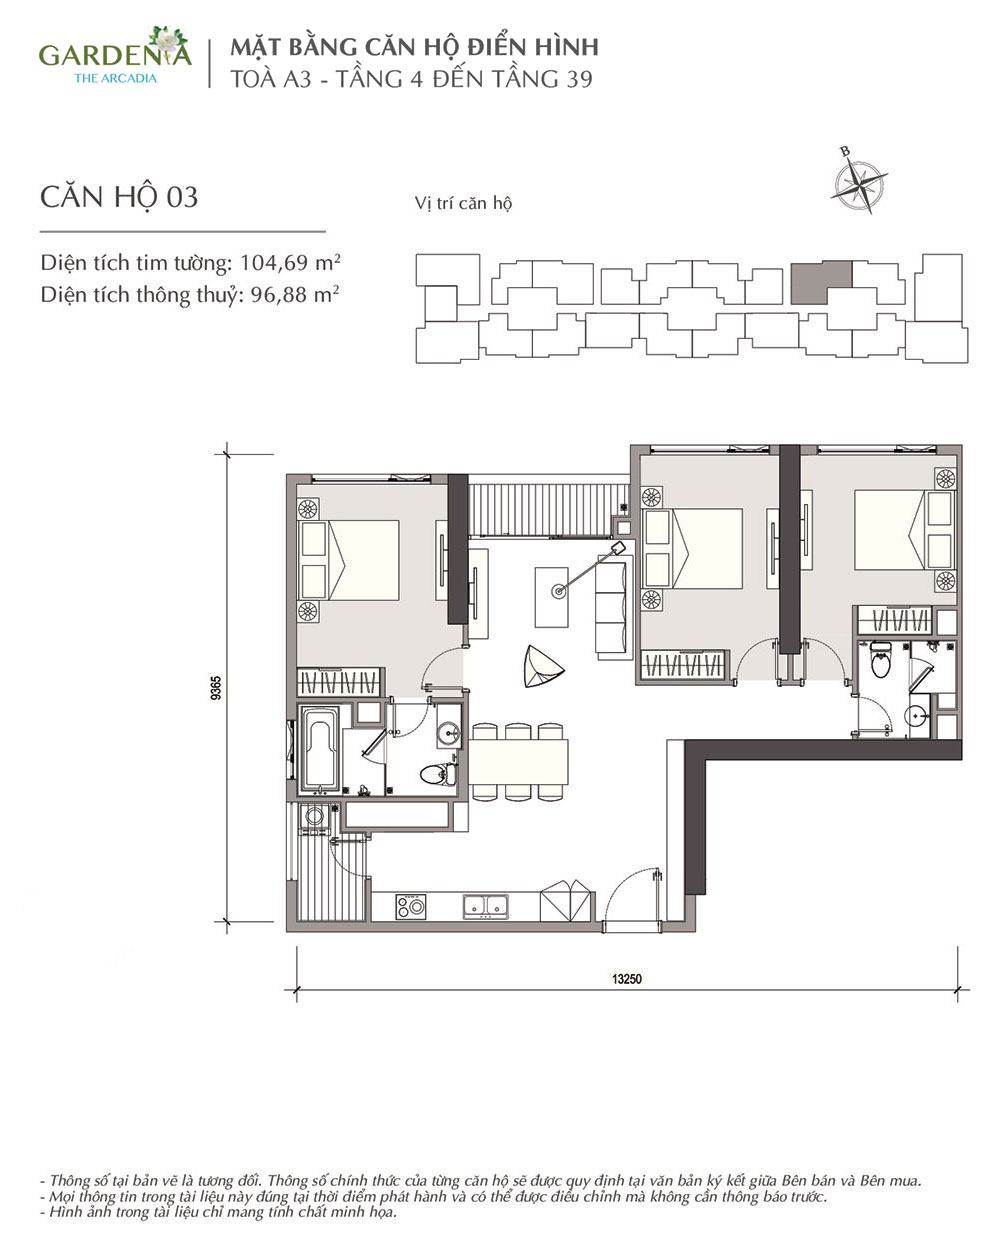 GARDENIA
THE ARCADIA
MẶT BẰNG CĂN HỘ ĐIỂN HÌNH
TOÀ A3 - TẦNG 4 ĐẾN TẦNG 39
B
CĂN HỘ 03
Vị trí căn hộ
Diện tích tim tường: 104,69 m²
Diện tích thông thuỷ: 96,88 m²
9365
13250
- Thông số tại bản vẽ là tương đối. Thông số chính thức của từng căn hộ sẽ được quy định tại văn bản ký kết giữa Bên bán và Bên mua.
- Mọi thông tin trong tài liệu này đúng tại thời điểm phát hành và có thể được điều chỉnh mà không cần thông báo trước.
- Hình ảnh trong tài liệu chỉ mang tính chất minh họa.